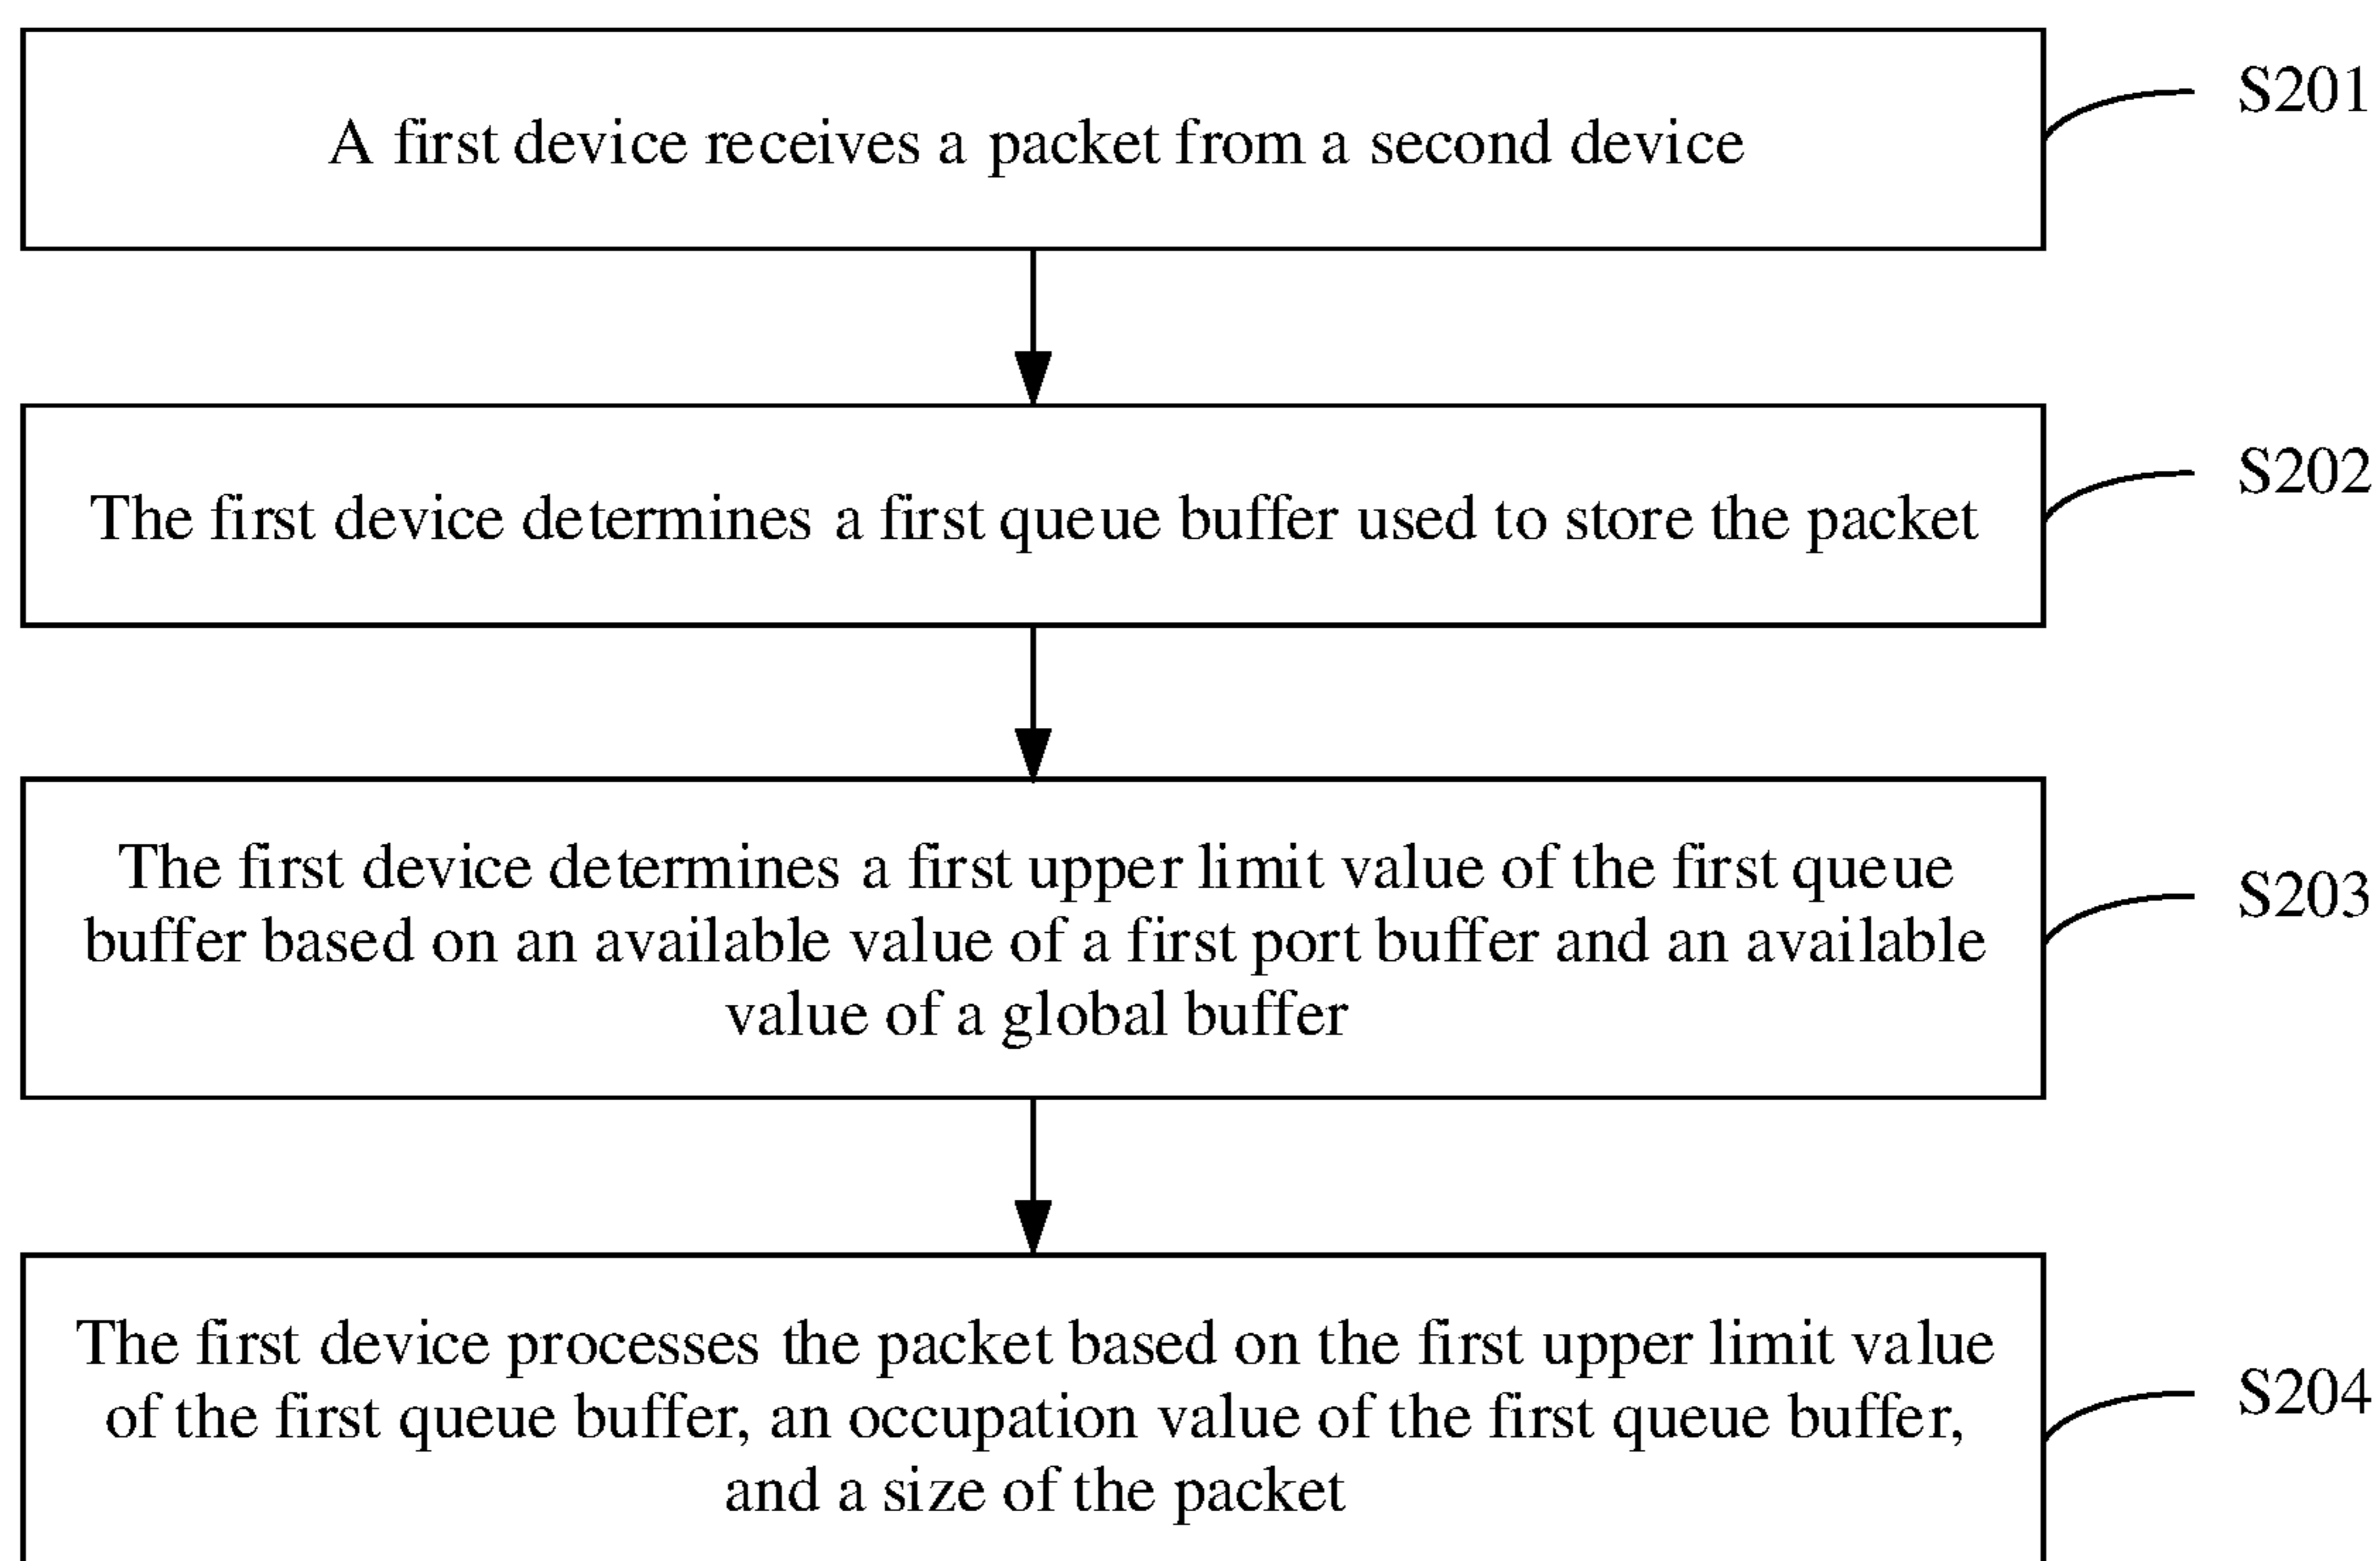 A first device receives a packet from a second device
S201
The first device determines a first queue buffer used to store the packet
S202
The first device determines a first upper limit value of the first queue
buffer based on an available value of a first port buffer and an available
value of a global buffer
S203
The first device processes the packet based on the first upper limit value
of the first queue buffer, an occupation value of the first queue buffer,
and a size of the packet
S204